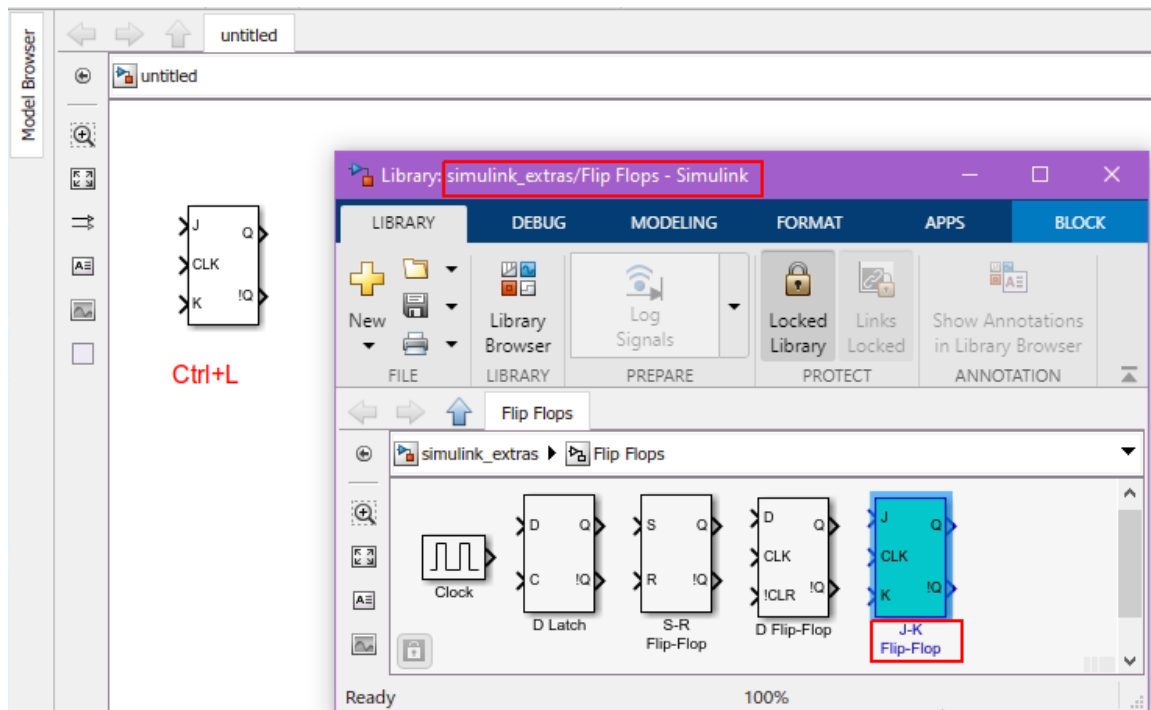 Model Browser
untitled
untitled
J
Q
CLK
K
!Q
Ctrl+L
Library: simulink_extras/Flip Flops - Simulink
LIBRARY DEBUG MODELING FORMAT APPS BLOCK
New
Library
Browser
Log
Signals
Locked
Library
Links
Locked
Show Annotations
in Library Browser
FILE LIBRARY PREPARE PROTECT ANNOTATION
Flip Flops
simulink_extras Flip Flops
Clock
D Q
C !Q
D Latch
S Q
R !Q
S-R
Flip-Flop
D Q
CLK
!CLR !Q
D Flip-Flop
J Q
CLK
K !Q
J-K
Flip-Flop
Ready 100%